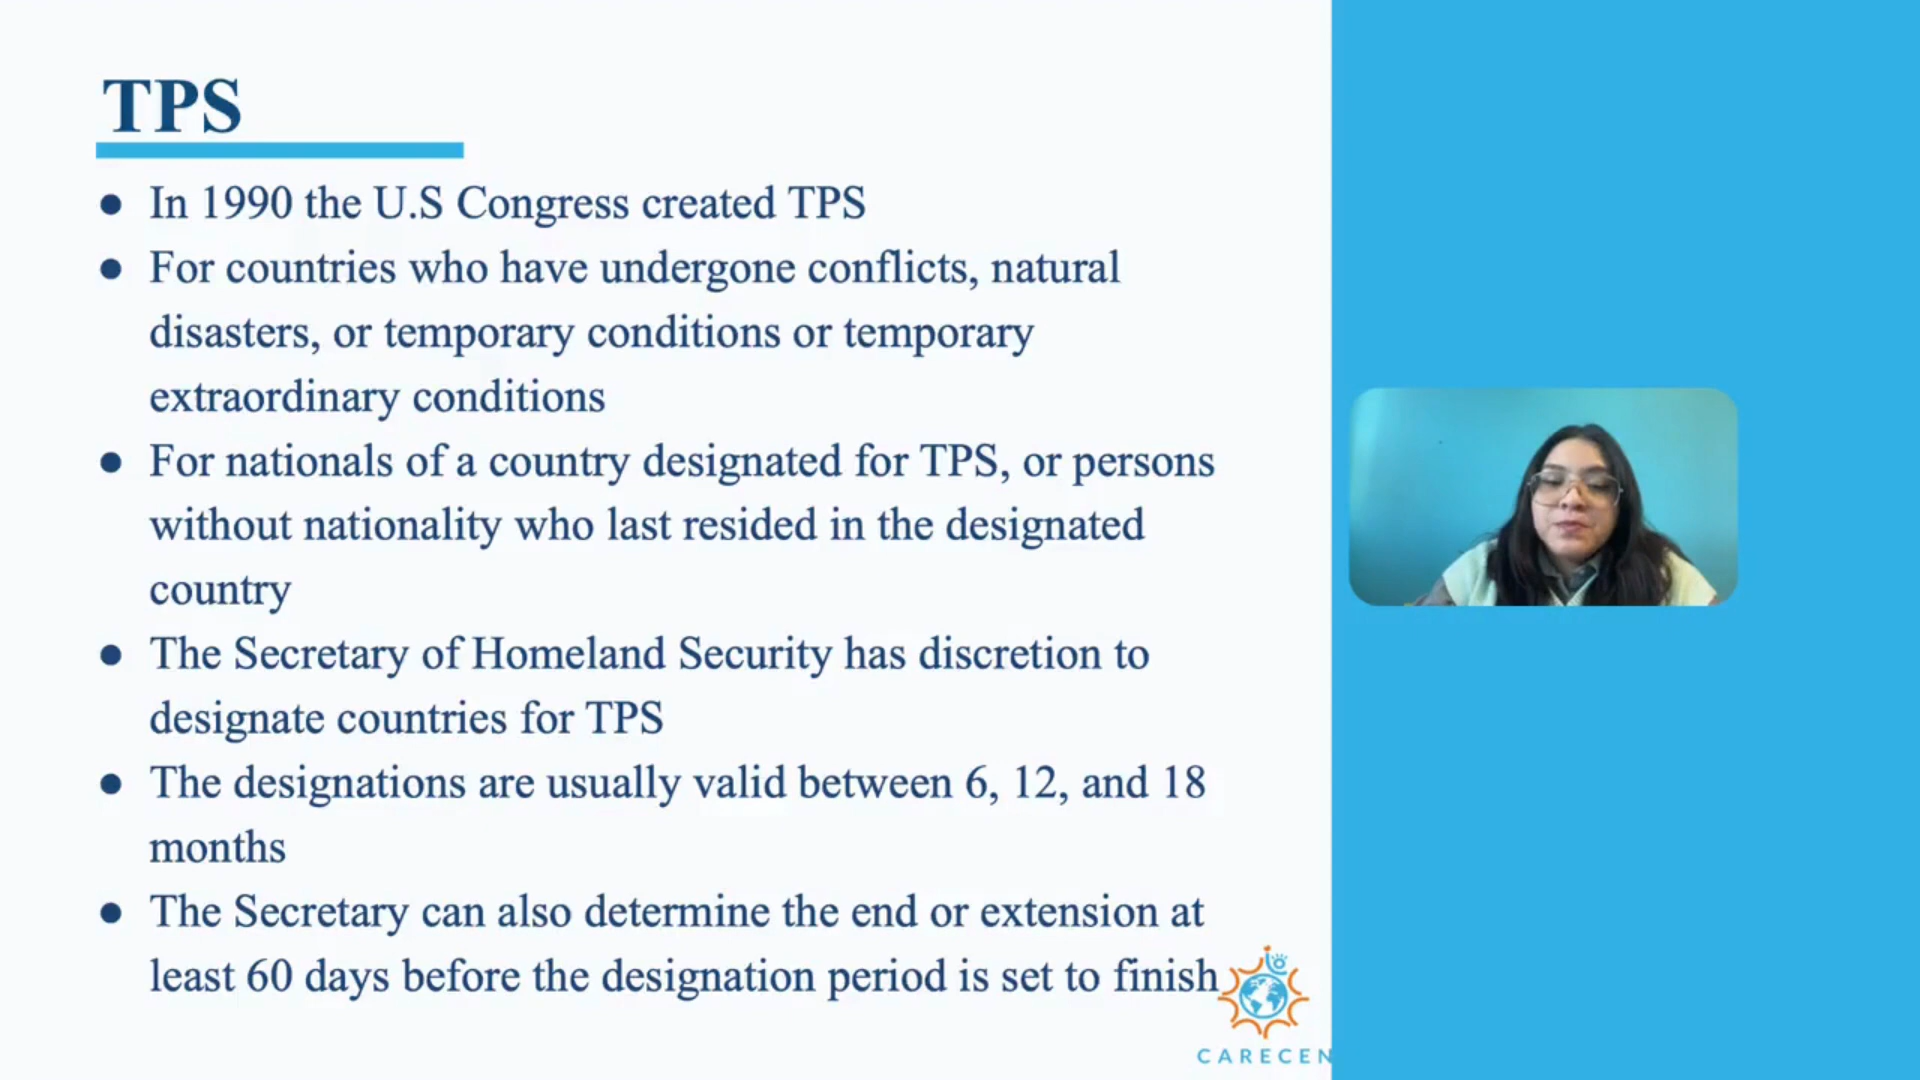 TPS
● In 1990 the U.S Congress created TPS
● For countries who have undergone conflicts, natural
disasters, or temporary conditions or temporary
extraordinary conditions
● For nationals of a country designated for TPS, or persons
without nationality who last resided in the designated
country
● The Secretary of Homeland Security has discretion to
designate countries for TPS
● The designations are usually valid between 6, 12, and 18
months
● The Secretary can also determine the end or extension at
least 60 days before the designation period is set to finish
CARECEN